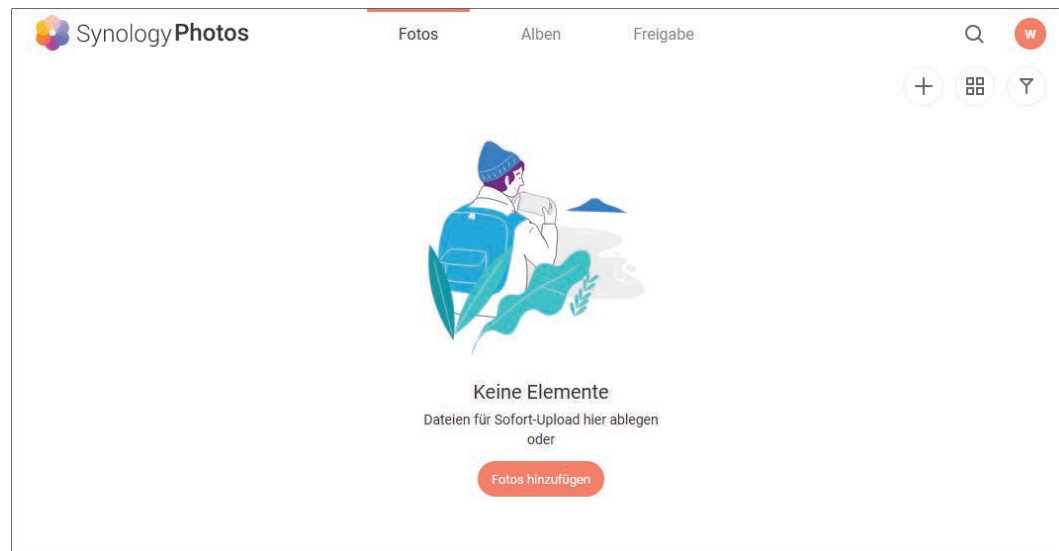 Synology Photos
Fotos
Alben
Freigabe
W
Keine Elemente
Dateien für Sofort-Upload hier ablegen
oder
Fotos hinzufügen